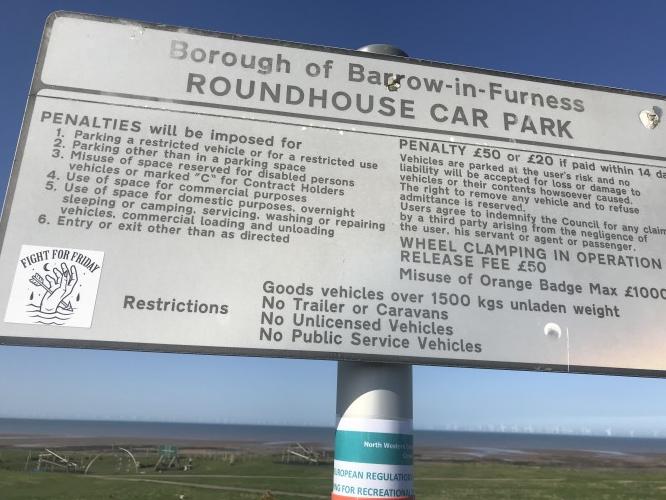 Borough of Barrow-in-Furness
ROUNDHOUSE CAR PARK
PENALTIES will be imposed for
1. Parking a restricted vehicle or for a restricted use
2. Parking other than in a parking space
3. Misuse of space reserved for disabled persons
vehicles or marked "C" for Contract Holders
4. Use of space for commercial purposes
5. Use of space for domestic purposes, overnight
sleeping or camping, servicing, washing or repairing
vehicles, commercial loading and unloading
6. Entry or exit other than as directed
PENALTY £50 or £20 if paid within 14 da
Vehicles are parked at the user's risk and no
liability will be accepted for loss or damage to
vehicles or their contents howsoever caused.
The right to remove any vehicle and to refuse
admittance is reserved.
Users agree to indemnify the Council for any claim
by a third party arising from the negligence of
the user, his servant or agent or passenger.
WHEEL CLAMPING IN OPERATION
RELEASE FEE £50
Misuse of Orange Badge Max £1000
FIGHT FOR FRIDAY
Restrictions
Goods vehicles over 1500 kgs unladen weight
No Trailer or Caravans
No Unlicensed Vehicles
No Public Service Vehicles
North Western
EUROPEAN REGULATION
NG FOR RECREATIONAL